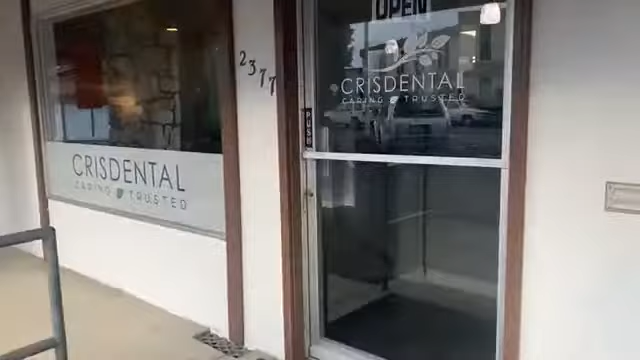 OPEN
2377
CRISDENTAL
CARING TRUSTED
PUSH
CRISDENTAL
CARING TRUSTED